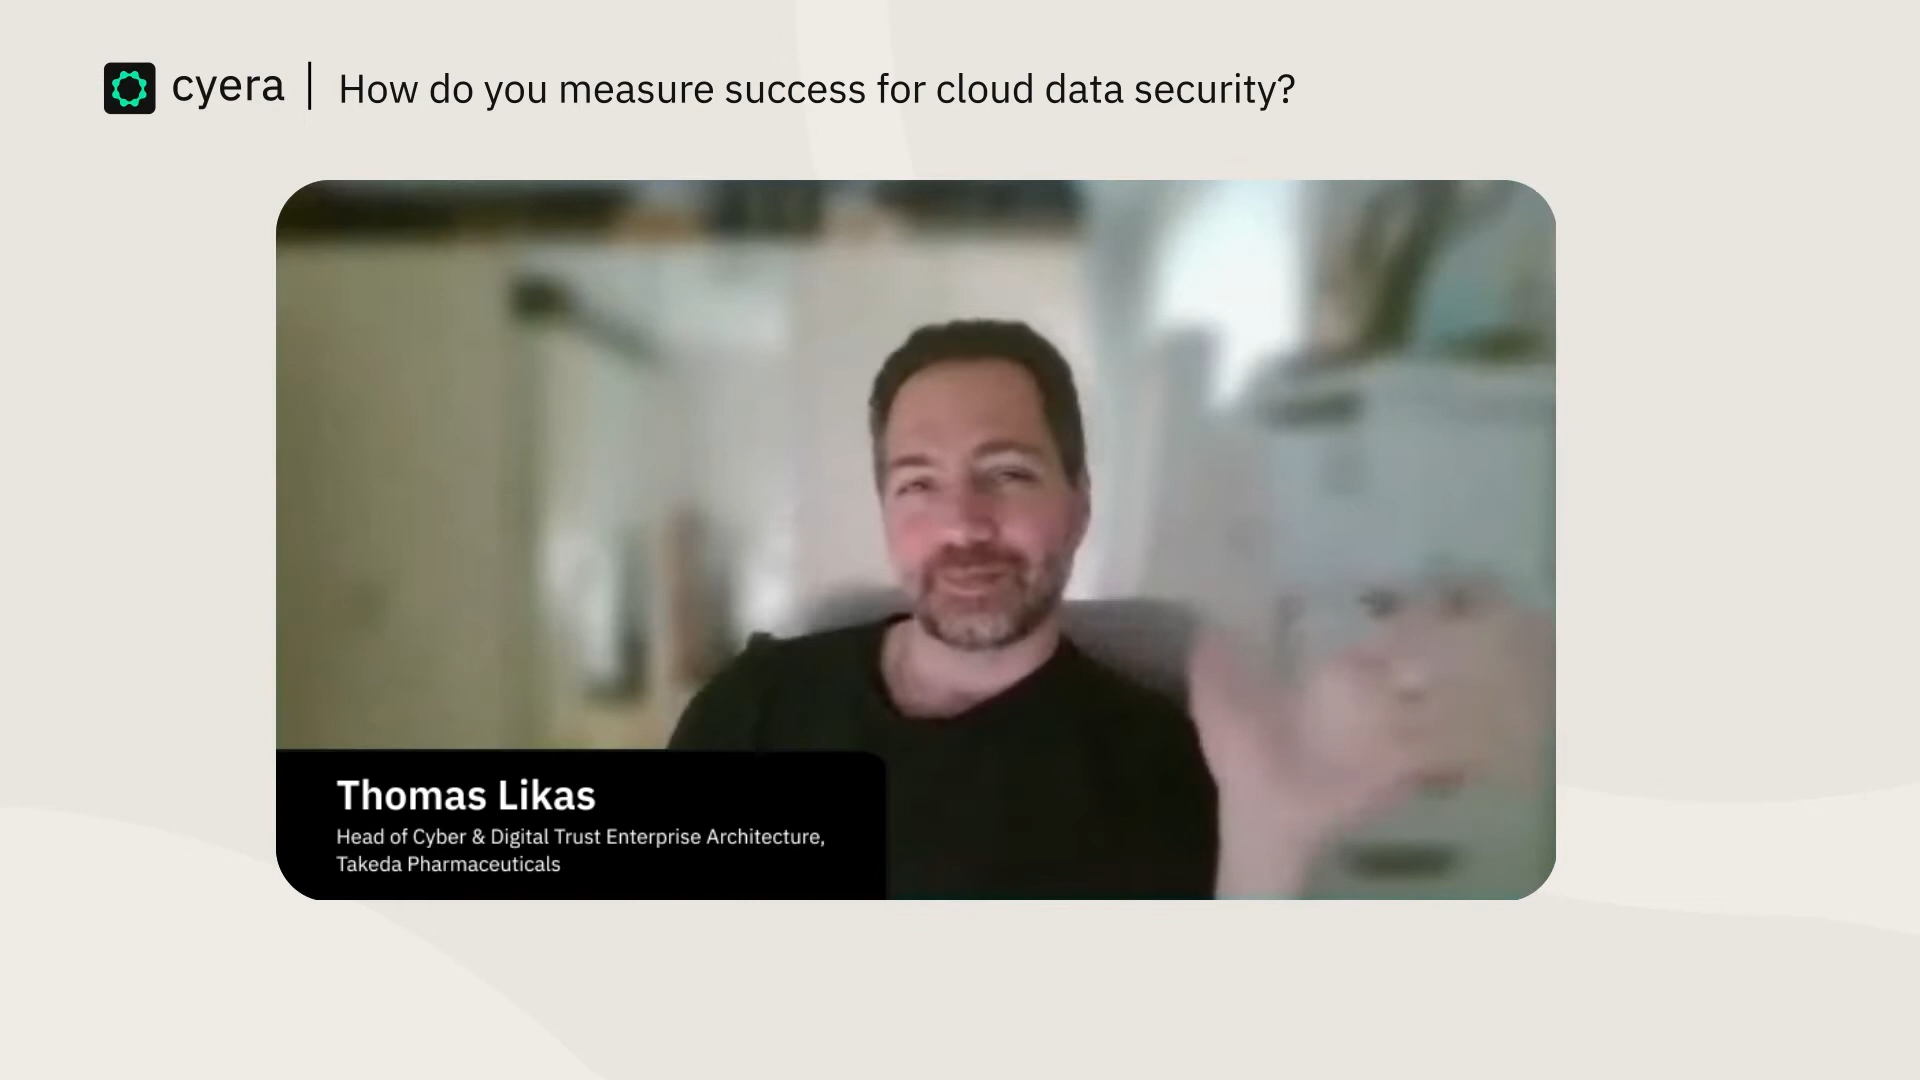 cyera | How do you measure success for cloud data security?
Thomas Likas
Head of Cyber & Digital Trust Enterprise Architecture,
Takeda Pharmaceuticals